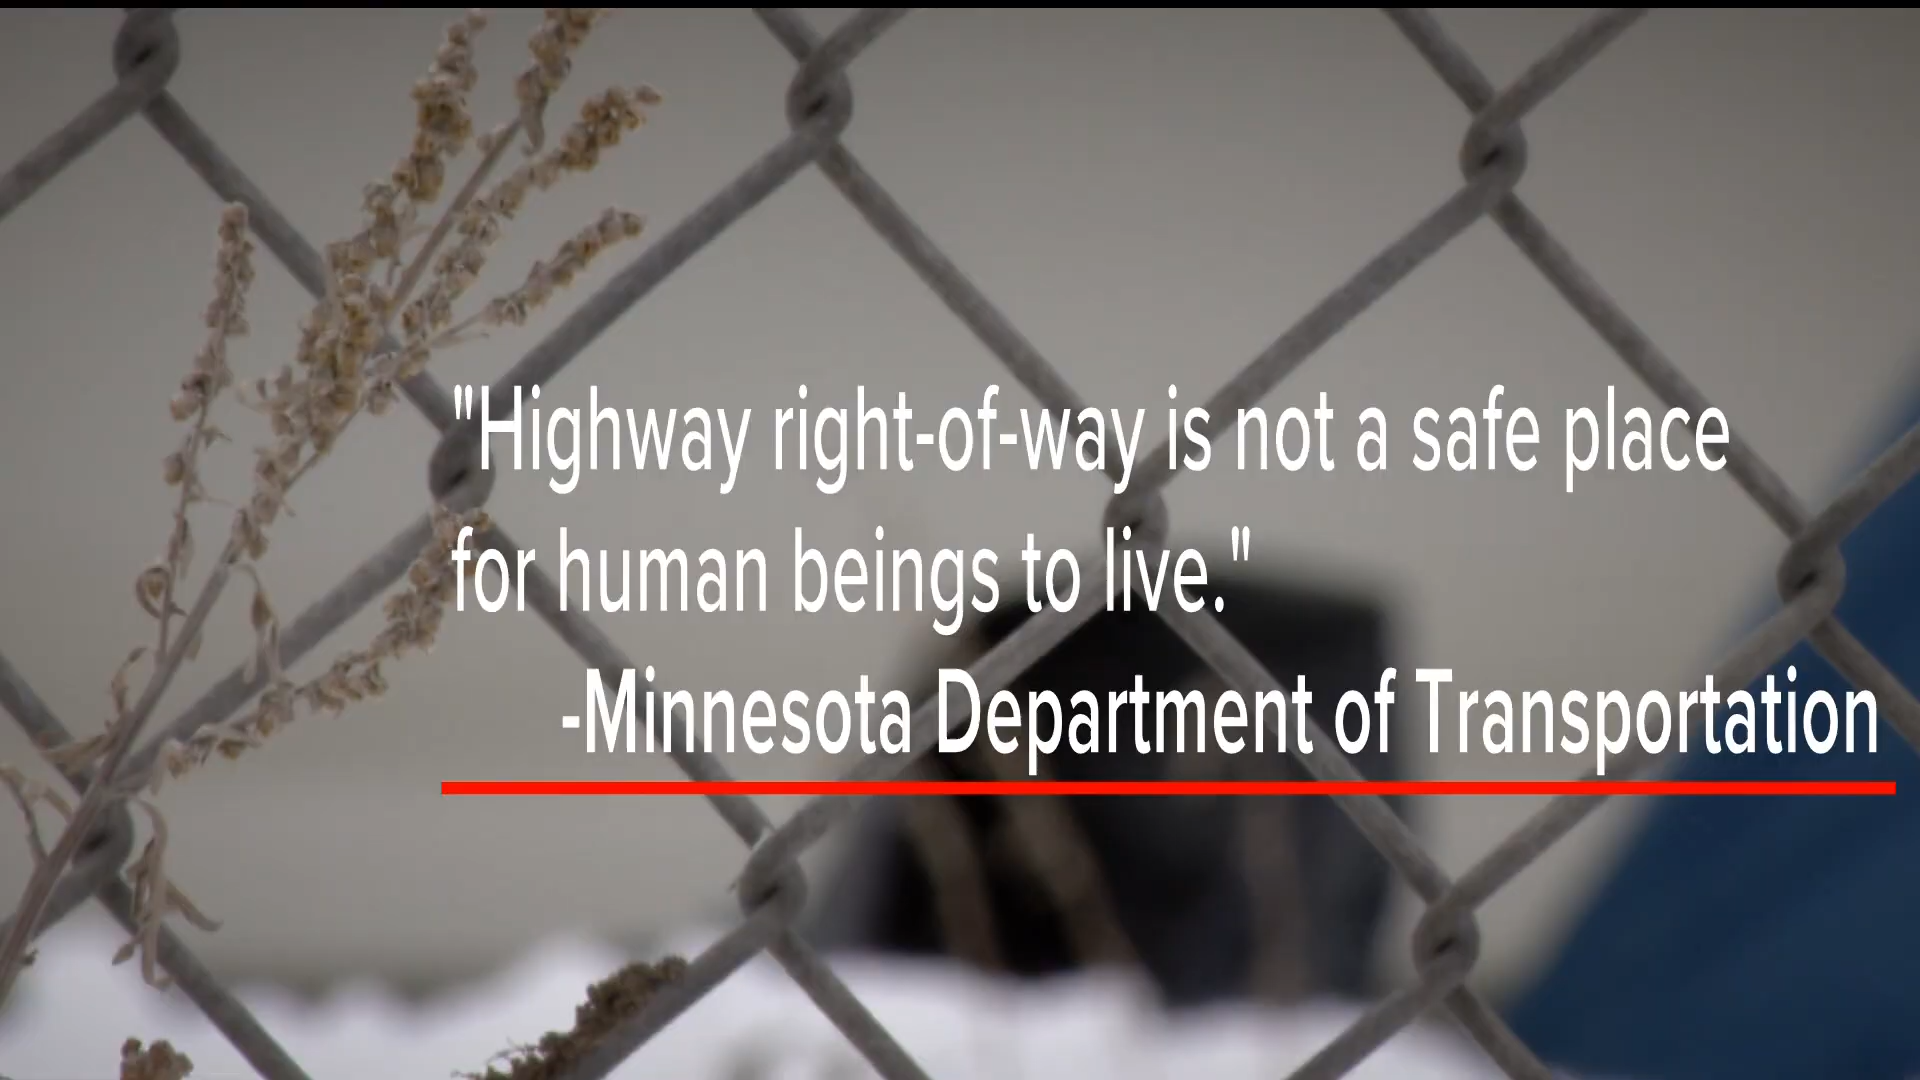 "Highway right-of-way is not a safe place
for human beings to live."
-Minnesota Department of Transportation